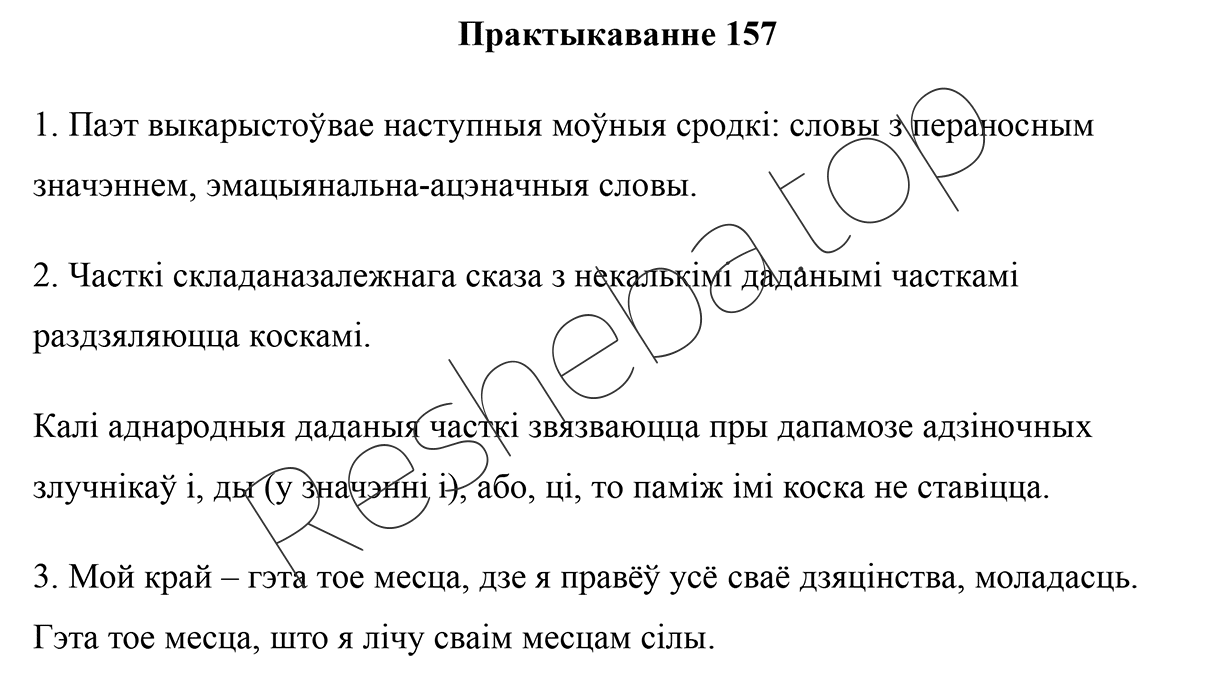 Практыкаванне 157
1. Паэт выкарыстоўвае наступныя моўныя сродкі: словы з пераносным
значэннем, эмацыянальна-ацэначныя словы.
2. Часткі складаназалежнага сказа з некалькімі даданымі часткамі
раздзяляюцца коскамі.
Калі аднародныя даданыя часткі звязваюцца пры дапамозе адзіночных
злучнікаў і, ды (у значэнні і), або, ці, то паміж імі коска не ставіцца.
3. Мой край – гэта тое месца, дзе я правёў усё сваё дзяцінства, моладасць.
Гэта тое месца, што я лічу сваім месцам сілы.
Resheba.top